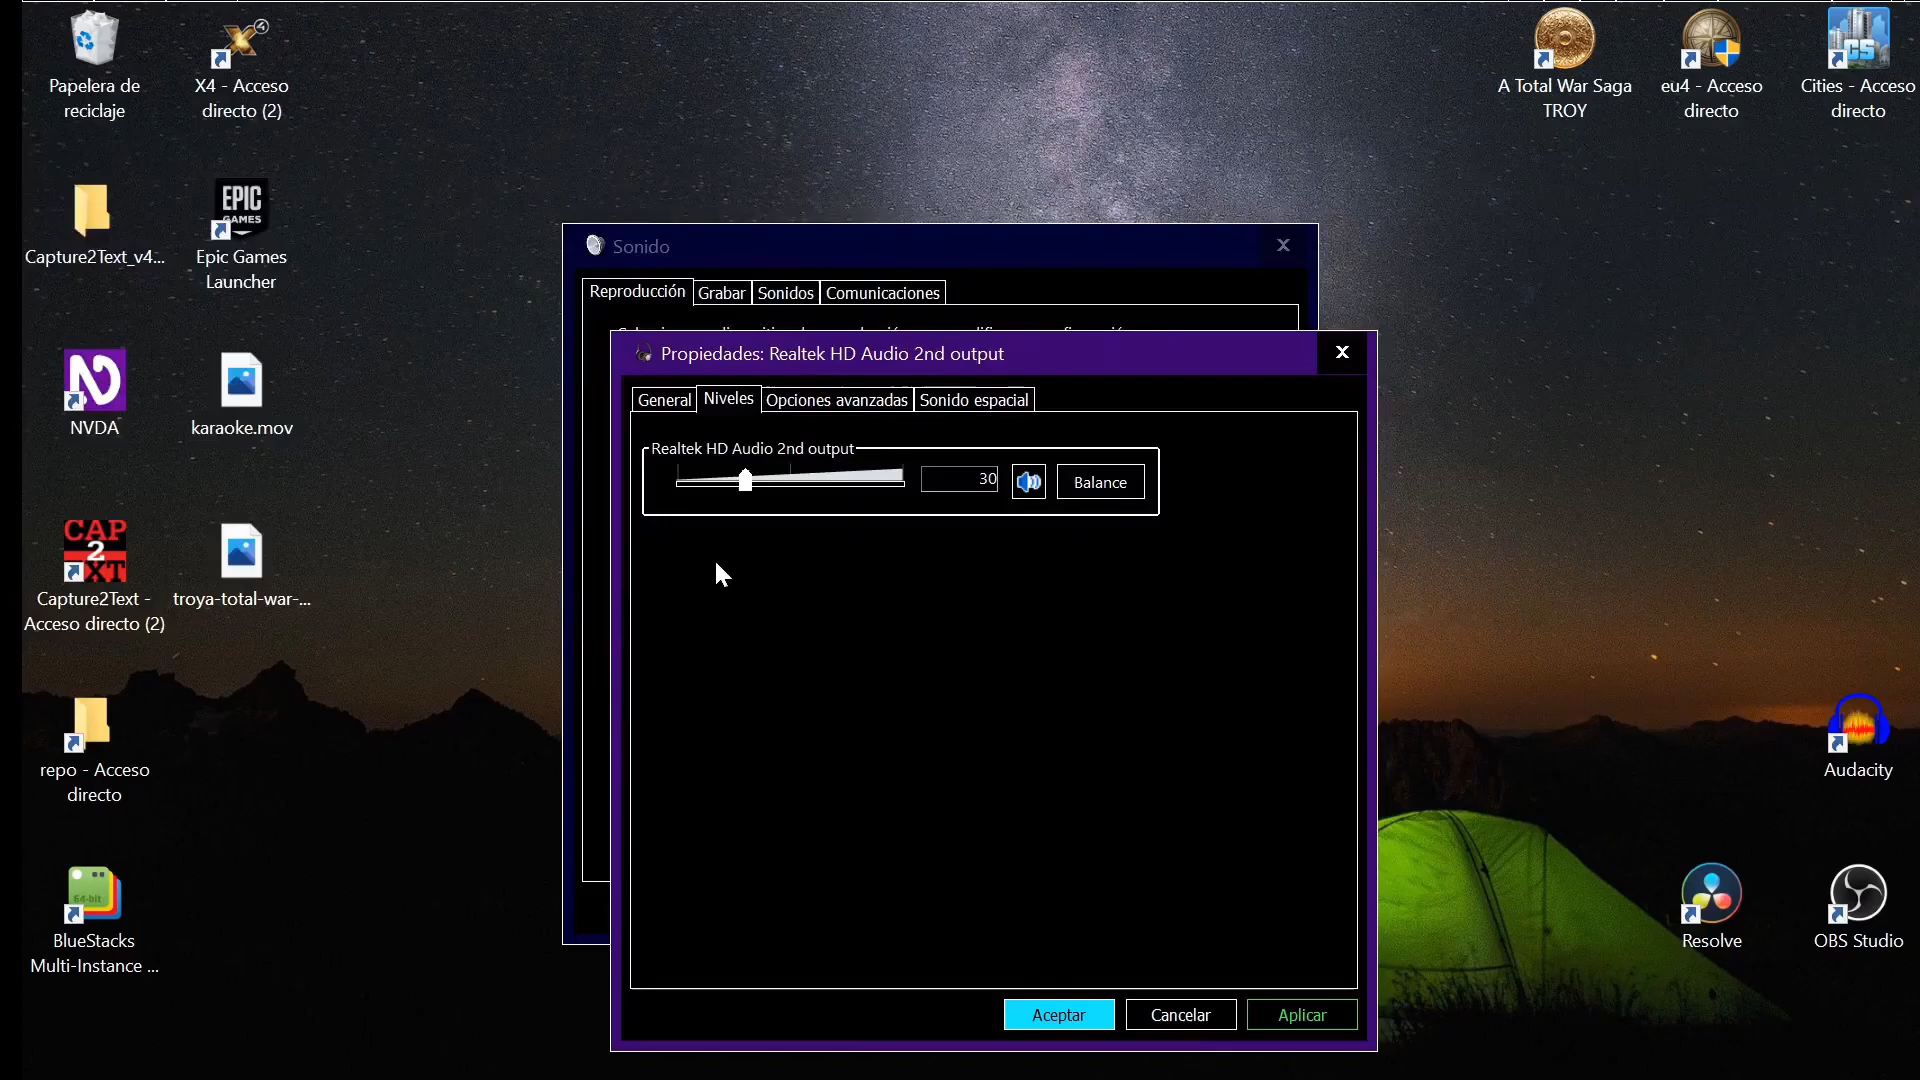 Papelera de
reciclaje
X4 - Acceso
directo (2)
A Total War Saga
TROY
eu4 - Acceso
directo
Cities - Acceso
directo
CS
Capture2Text_v4...
EPIC
GAMES
Epic Games
Launcher
NVDA
karaoke.mov
CAP
2
XT
Capture2Text -
Acceso directo (2)
troya-total-war-...
repo - Acceso
directo
64-bit
BlueStacks
Multi-Instance ...
Audacity
Resolve
OBS Studio
Sonido
Reproducción
Grabar
Sonidos
Comunicaciones
Propiedades: Realtek HD Audio 2nd output
General
Niveles
Opciones avanzadas
Sonido espacial
Realtek HD Audio 2nd output
30
Balance
Aceptar
Cancelar
Aplicar